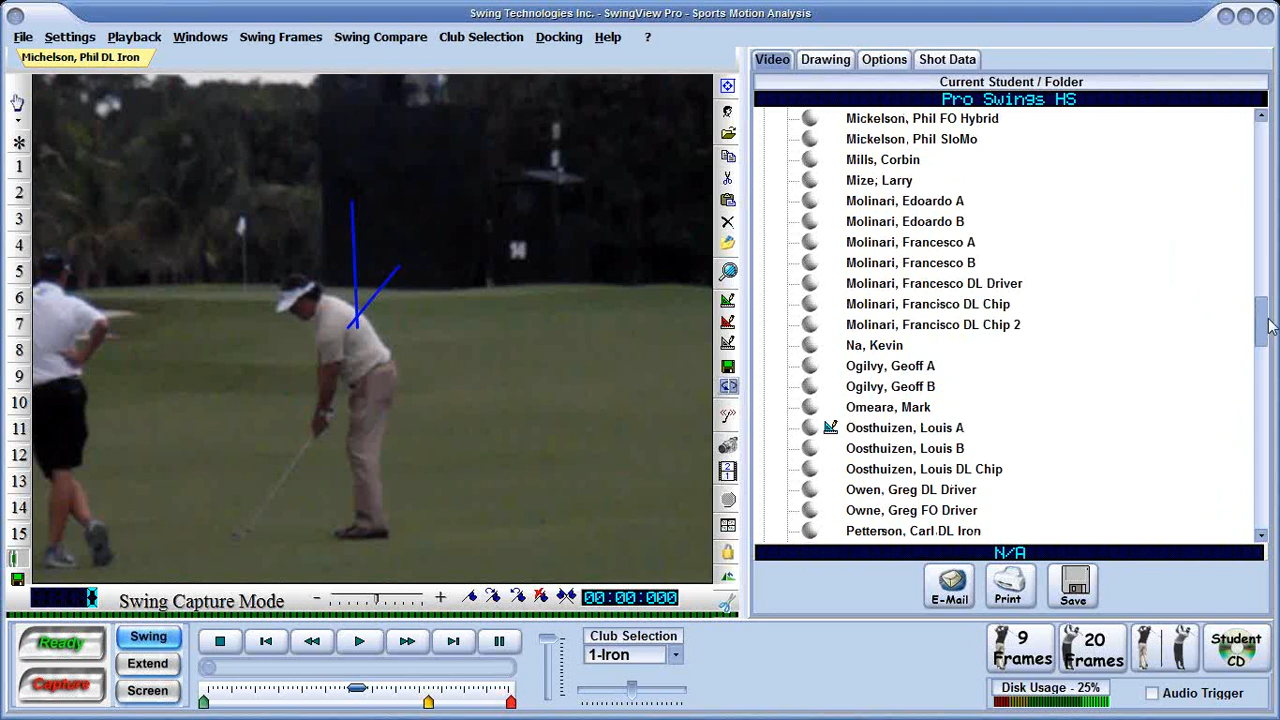 Swing Technologies Inc. - SwingView Pro - Sports Motion Analysis
File Settings Playback Windows Swing Frames Swing Compare Club Selection Docking Help ?
Michelson, Phil DL Iron
Video Drawing Options Shot Data
Current Student / Folder
Pro Swings HS
Mickelson, Phil FO Hybrid
Mickelson, Phil SloMo
Mills, Corbin
Mize, Larry
Molinari, Edoardo A
Molinari, Edoardo B
Molinari, Francesco A
Molinari, Francesco B
Molinari, Francesco DL Driver
Molinari, Francisco DL Chip
Molinari, Francisco DL Chip 2
Na, Kevin
Ogilvy, Geoff A
Ogilvy, Geoff B
Omeara, Mark
Oosthuizen, Louis A
Oosthuizen, Louis B
Oosthuizen, Louis DL Chip
Owen, Greg DL Driver
Owne, Greg FO Driver
Petterson, Carl DL Iron
N/A
E-Mail Print Save
1
2
3
4
5
6
7
8
9
10
11
12
13
14
15
Swing Capture Mode - + 00:00:000
Ready
Capture
Swing
Extend
Screen
Club Selection
1-Iron
9 Frames
20 Frames
Student CD
Disk Usage - 25%
Audio Trigger